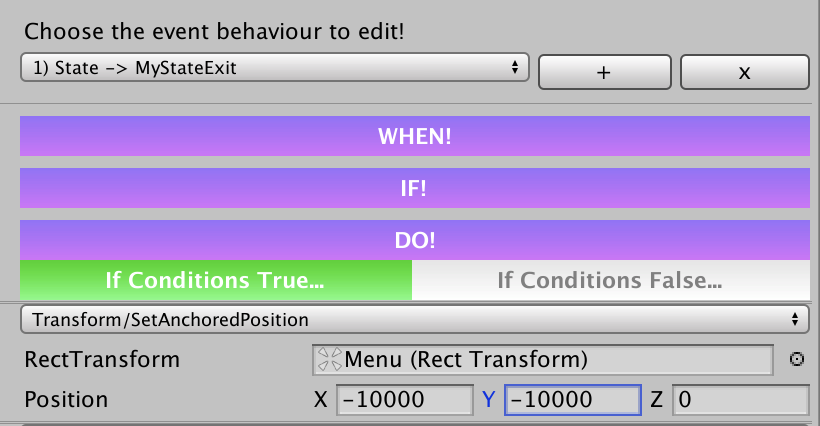 Choose the event behaviour to edit!
1) State -> MyStateExit + x
WHEN!
IF!
DO!
If Conditions True... If Conditions False...
Transform/SetAnchoredPosition
RectTransform Menu (Rect Transform)
Position X -10000 Y -10000 Z 0